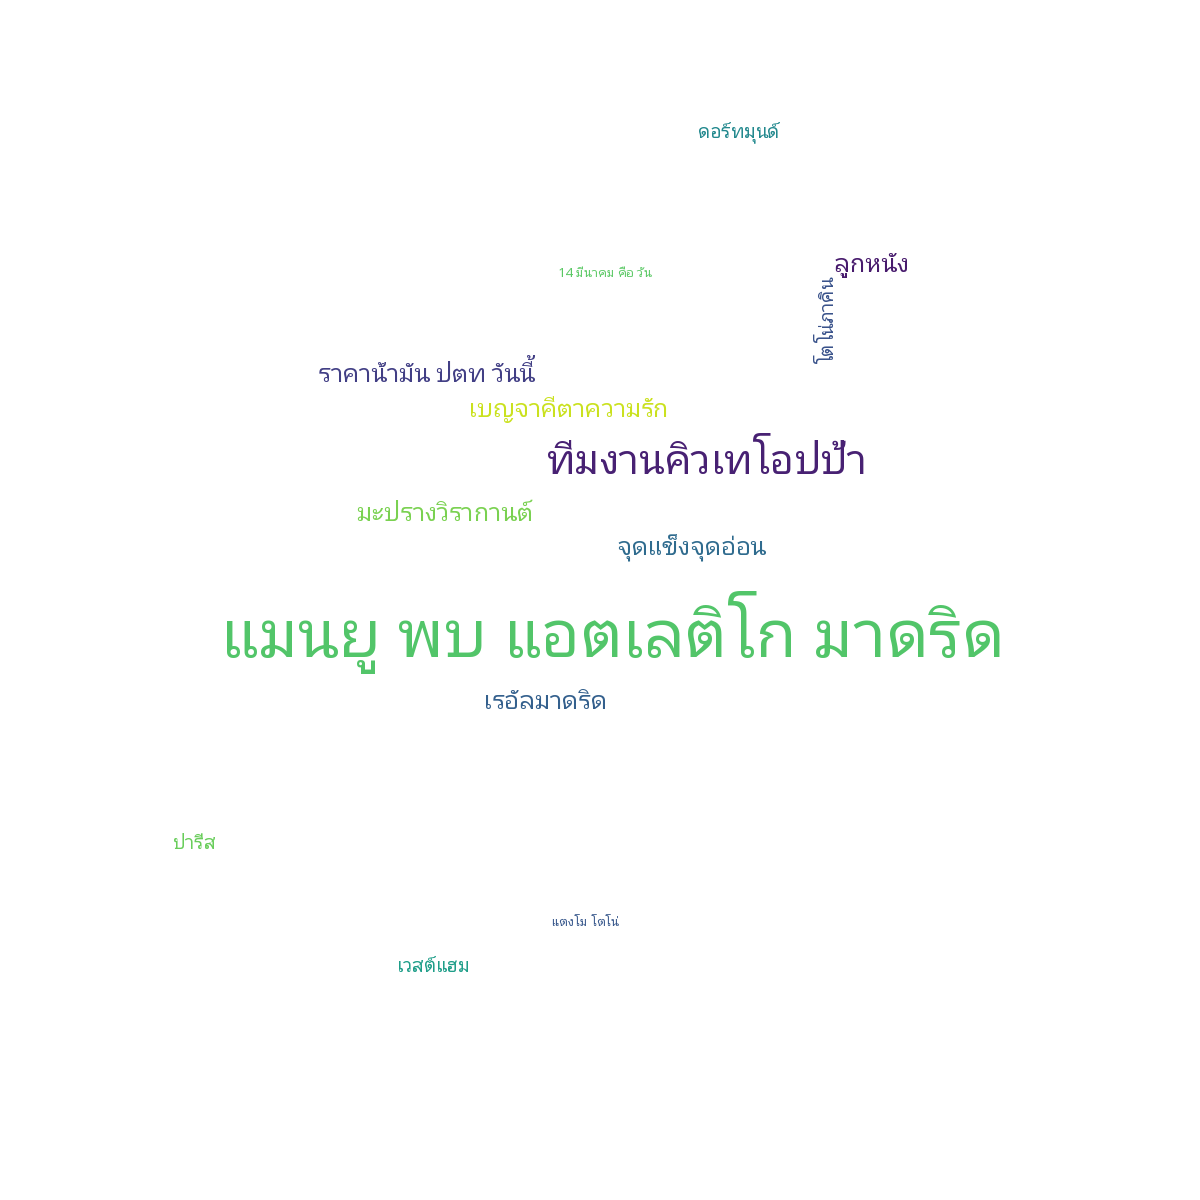 ดอร์ทมุนด์
ลูกหนัง
14 มีนาคม คือ วัน
โตโน่ภาคิน
ราคาน้ํามัน ปตท วันนี้
เบญจาคีตาความรัก
ทีมงานคิวเทโอปป้า
มะปรางวิรากานต์
จุดแข็งจุดอ่อน
แมนยู พบ แอตเลติโก มาดริด
เรอัลมาดริด
ปารีส
แตงโม โตโน่
เวสต์แฮม